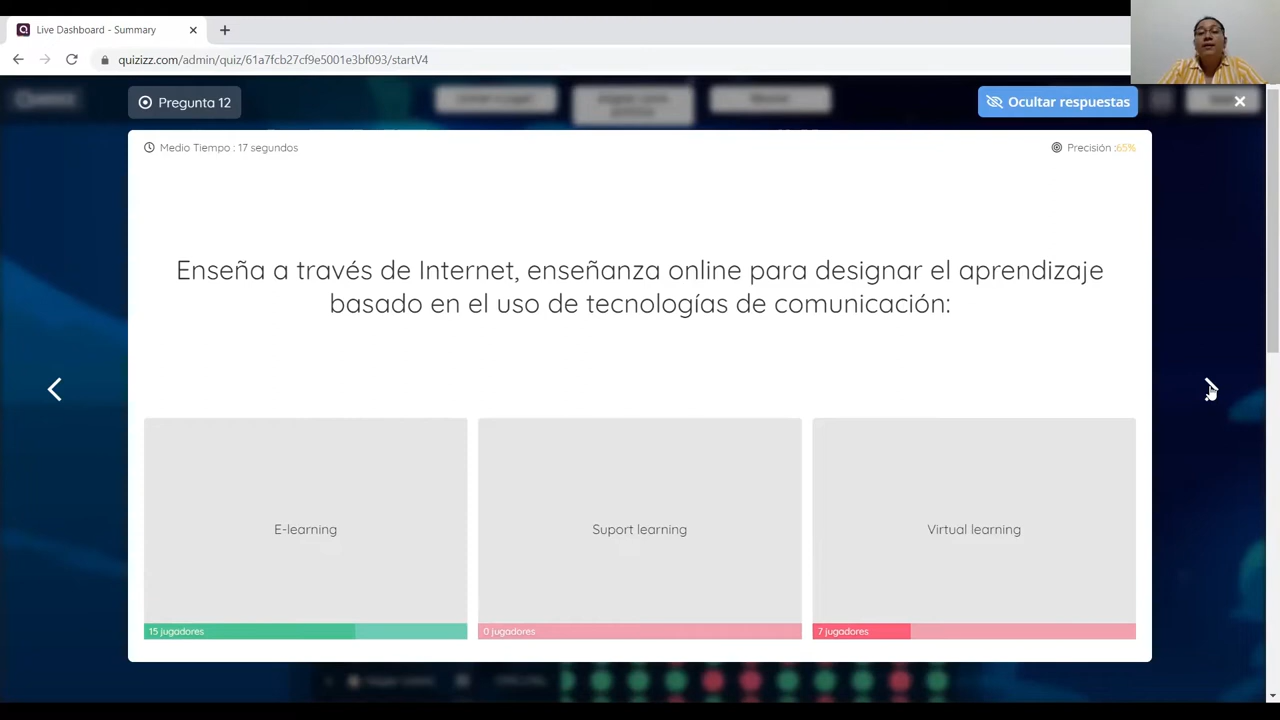 Live Dashboard - Summary
quizizz.com/admin/quiz/61a7fcb27cf9e5001e3bf093/startV4
Pregunta 12
Ocultar respuestas
Medio Tiempo : 17 segundos
Precisión :65%
Enseña a través de Internet, enseñanza online para designar el aprendizaje
basado en el uso de tecnologías de comunicación:
E-learning
Suport learning
Virtual learning
15 jugadores
0 jugadores
7 jugadores